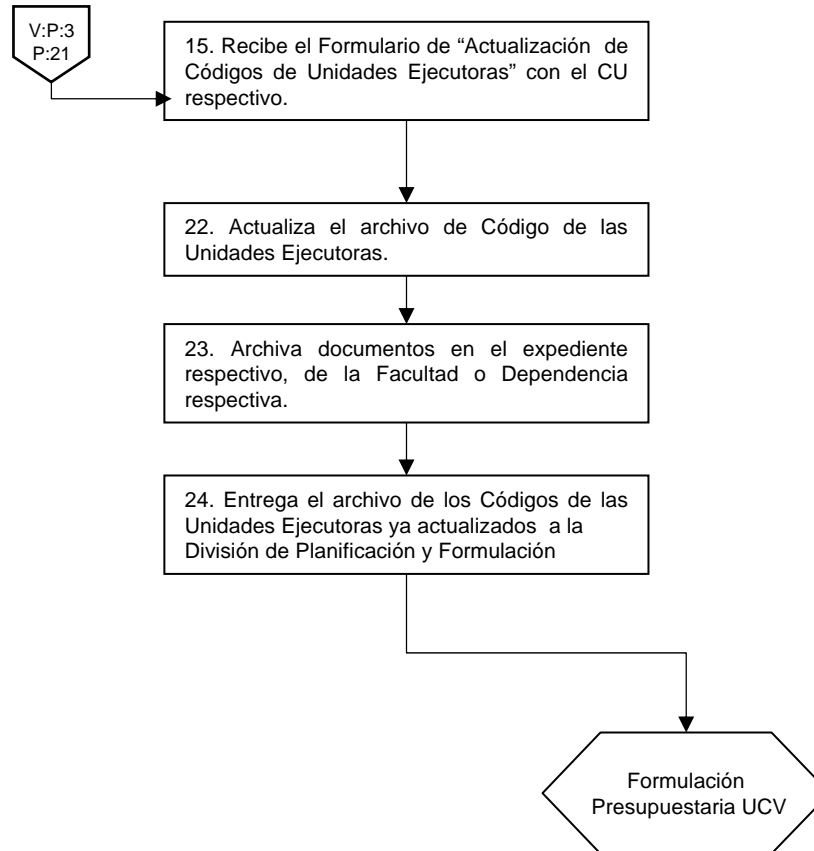 V:P:3
P:21
15. Recibe el Formulario de “Actualización de
Códigos de Unidades Ejecutoras” con el CU
respectivo.
22. Actualiza el archivo de Código de las
Unidades Ejecutoras.
23. Archiva documentos en el expediente
respectivo, de la Facultad o Dependencia
respectiva.
24. Entrega el archivo de los Códigos de las
Unidades Ejecutoras ya actualizados a la
División de Planificación y Formulación
Formulación
Presupuestaria UCV